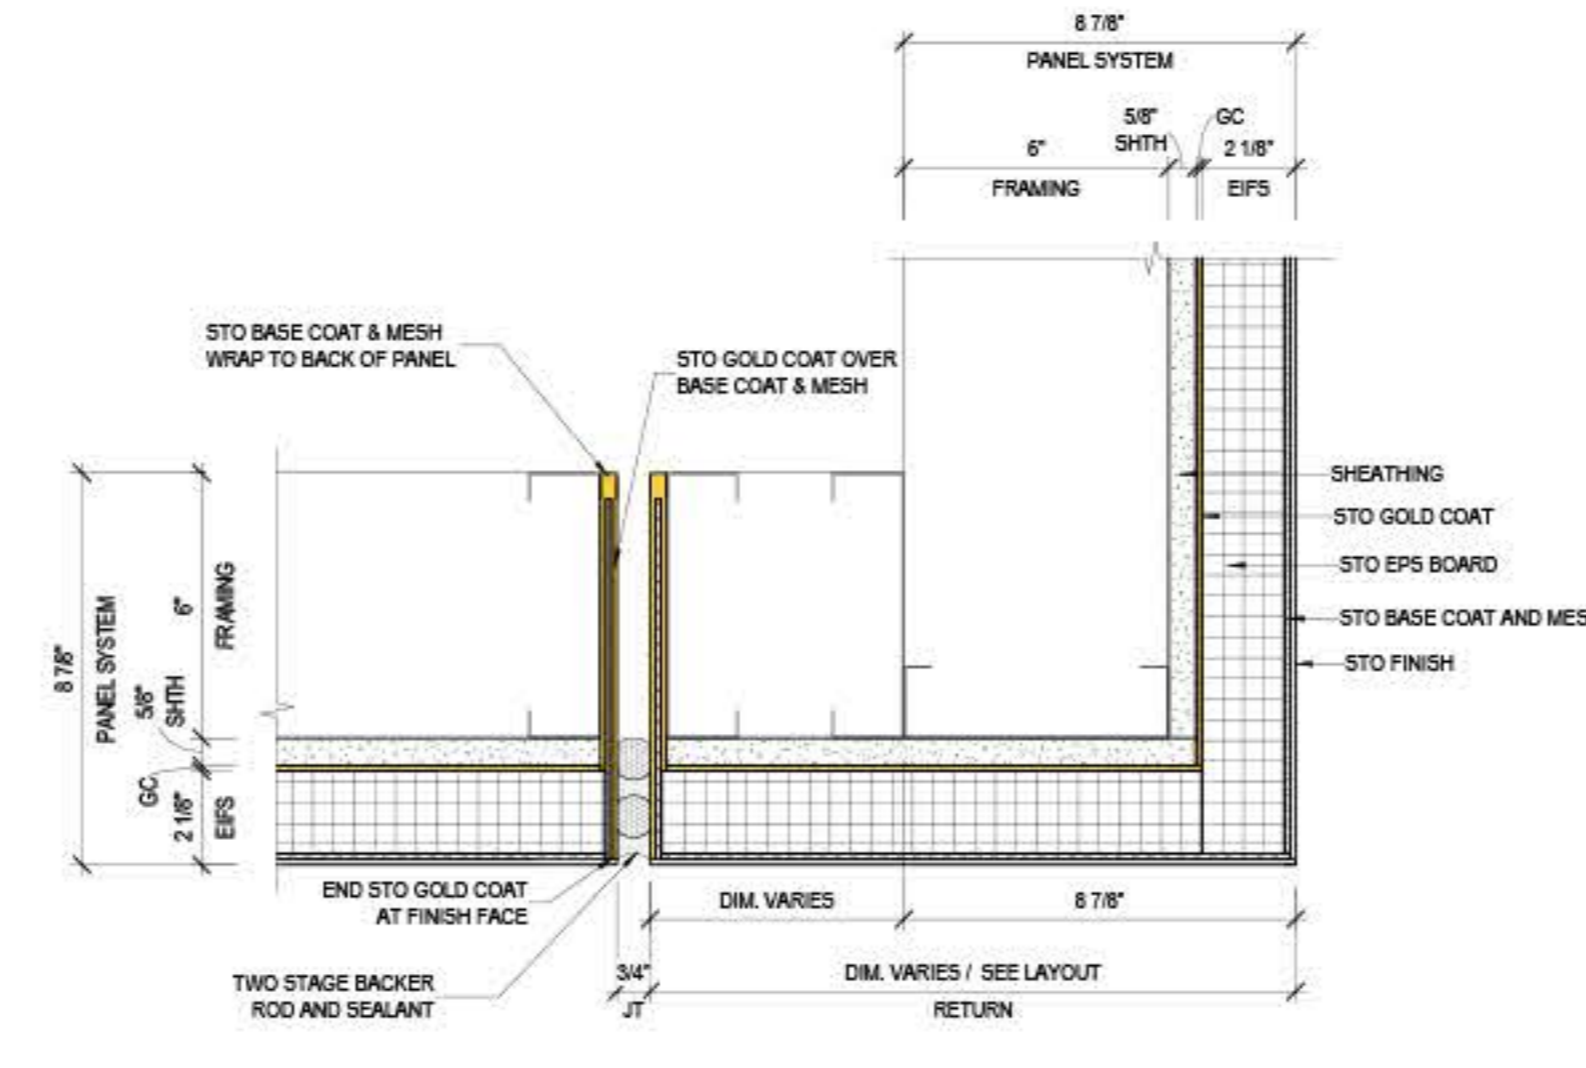 8 7/8"
PANEL SYSTEM
5/8"
SHTH
GC
6"
2 1/8"
FRAMING
EIFS
STO BASE COAT & MESH
WRAP TO BACK OF PANEL
STO GOLD COAT OVER
BASE COAT & MESH
SHEATHING
STO GOLD COAT
STO EPS BOARD
STO BASE COAT AND MES
STO FINISH
8 7/8"
PANEL SYSTEM
6"
FRAMING
5/8"
SHTH
GC
2 1/8"
EIFS
END STO GOLD COAT
AT FINISH FACE
TWO STAGE BACKER
ROD AND SEALANT
DIM. VARIES
8 7/8"
3/4"
JT
DIM. VARIES / SEE LAYOUT
RETURN